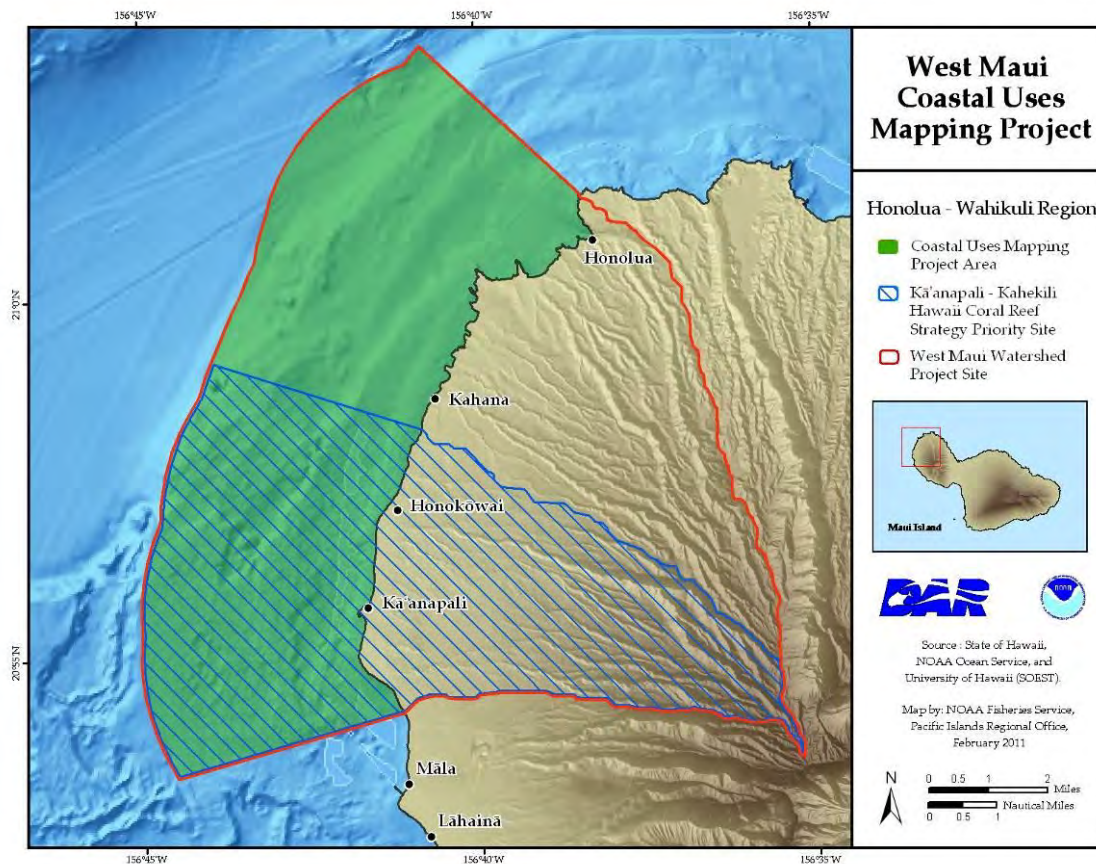 156°45'W
156°40'W
156°35'W
21°0'N
20°55'N
Honolua
Kahana
Honokōwai
Kā'anapali
Māla
Lāhainā
156°45'W
156°40'W
156°35'W
West Maui
Coastal Uses
Mapping Project
Honolua - Wahikuli Region
Coastal Uses Mapping
Project Area
Kā'anapali - Kahekili
Hawaii Coral Reef
Strategy Priority Site
West Maui Watershed
Project Site
Maui Island
DAR
NOAA
Source : State of Hawaii,
NOAA Ocean Service, and
University of Hawaii (SOEST).
Map by: NOAA Fisheries Service,
Pacific Islands Regional Office,
February 2011
N
0 0.5 1 2
Miles
Nautical Miles
0 0.5 1